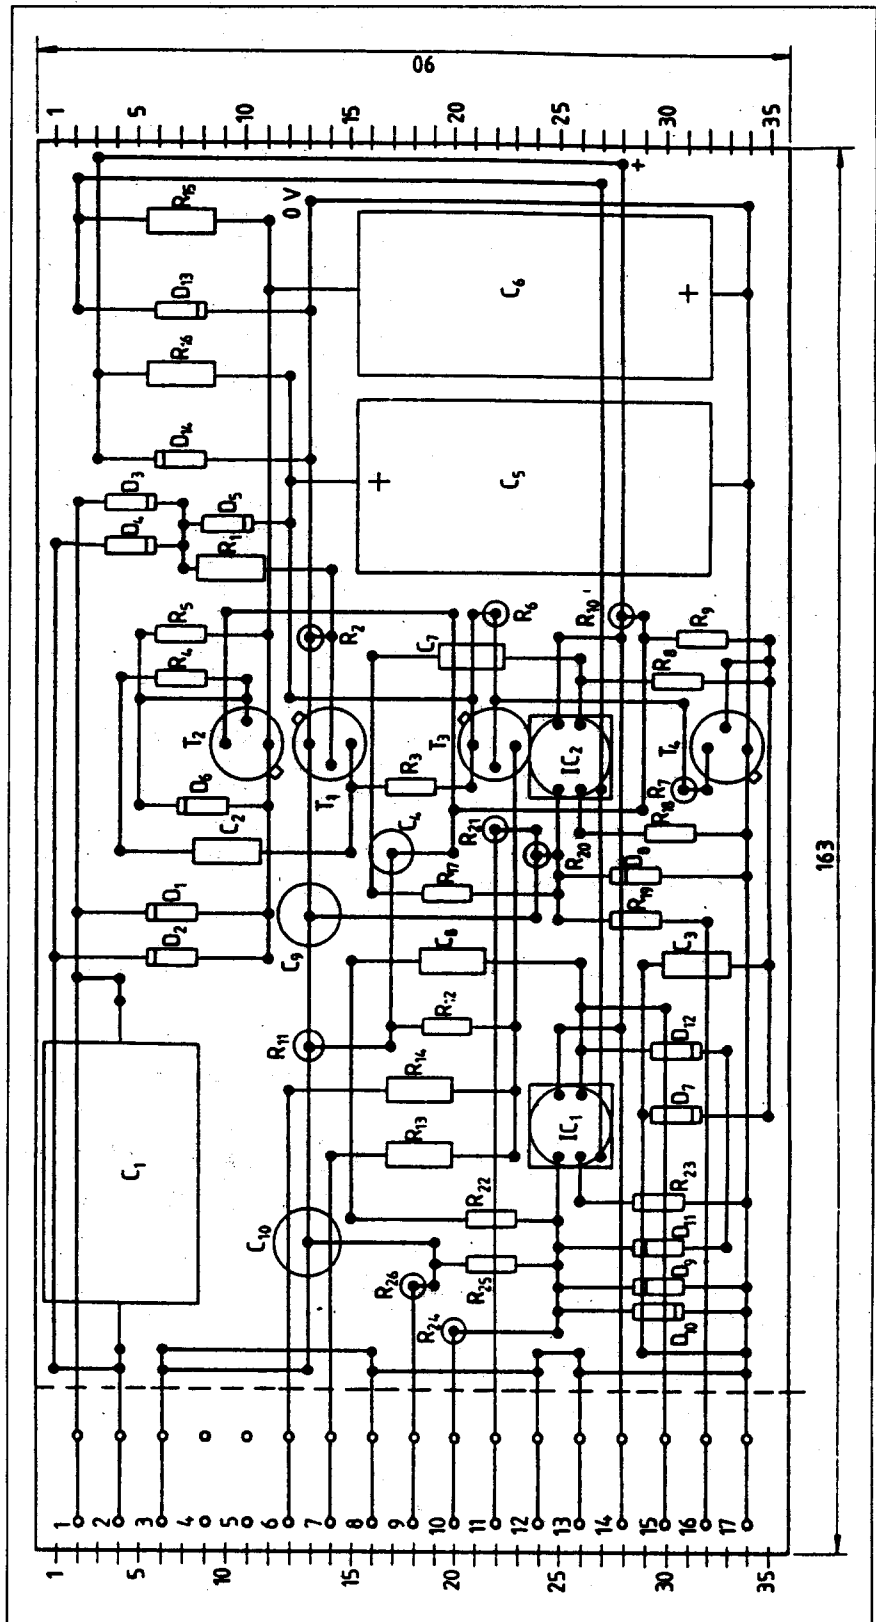 90
1
5
10
15
20
25
30
35
R15
0 V
+
D13
C6
+
R16
D14
+
C5
D3
D4
D5
R1
R5
R4
R2
C7
R6
R10
R9
R8
T2
T1
T3
IC2
T4
D6
C2
R3
C4
R21
R20
R7
R18
D8
R17
R19
D1
D2
C9
C8
C3
R11
R12
R14
D12
R13
IC1
D7
C1
C10
R22
R23
R26
R25
D11
D9
R24
D10
163
1
2
3
4
5
6
7
8
9
10
11
12
13
14
15
16
17
1
5
10
15
20
25
30
35